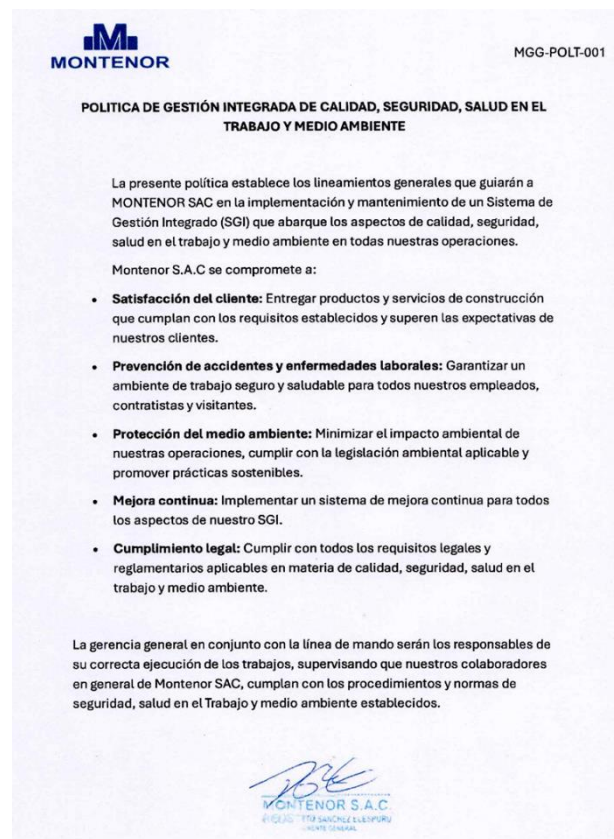 MONTENOR
MGG-POLT-001
POLITICA DE GESTIÓN INTEGRADA DE CALIDAD, SEGURIDAD, SALUD EN EL
TRABAJO Y MEDIO AMBIENTE
La presente política establece los lineamientos generales que guiarán a
MONTENOR SAC en la implementación y mantenimiento de un Sistema de
Gestión Integrado (SGI) que abarque los aspectos de calidad, seguridad,
salud en el trabajo y medio ambiente en todas nuestras operaciones.
Montenor S.A.C se compromete a:
• Satisfacción del cliente: Entregar productos y servicios de construcción
que cumplan con los requisitos establecidos y superen las expectativas de
nuestros clientes.
• Prevención de accidentes y enfermedades laborales: Garantizar un
ambiente de trabajo seguro y saludable para todos nuestros empleados,
contratistas y visitantes.
• Protección del medio ambiente: Minimizar el impacto ambiental de
nuestras operaciones, cumplir con la legislación ambiental aplicable y
promover prácticas sostenibles.
• Mejora continua: Implementar un sistema de mejora continua para todos
los aspectos de nuestro SGI.
• Cumplimiento legal: Cumplir con todos los requisitos legales y
reglamentarios aplicables en materia de calidad, seguridad, salud en el
trabajo y medio ambiente.
La gerencia general en conjunto con la línea de mando serán los responsables de
su correcta ejecución de los trabajos, supervisando que nuestros colaboradores
en general de Montenor SAC, cumplan con los procedimientos y normas de
seguridad, salud en el Trabajo y medio ambiente establecidos.
MONTENOR S.A.C.
SANCHEZ
GENERAL